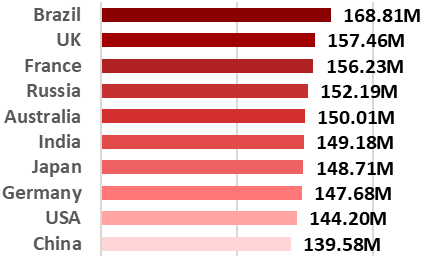 Brazil 168.81M
UK 157.46M
France 156.23M
Russia 152.19M
Australia 150.01M
India 149.18M
Japan 148.71M
Germany 147.68M
USA 144.20M
China 139.58M